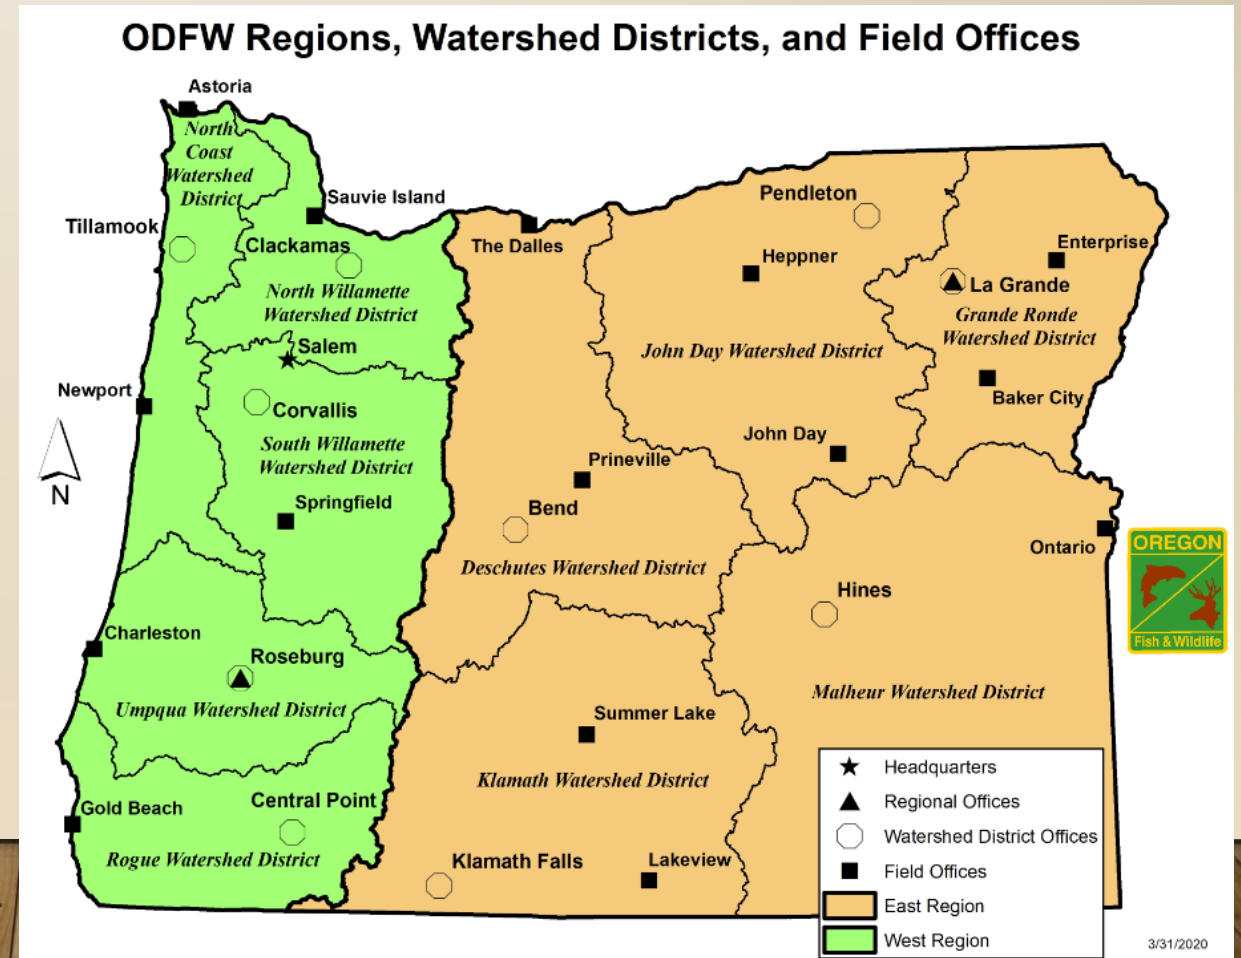 ODFW Regions, Watershed Districts, and Field Offices
Astoria
North
Coast
Watershed
District
Sauvie Island
Tillamook
Clackamas
North Willamette
Watershed District
Salem
Newport
Corvallis
South Willamette
Watershed District
Springfield
N
Charleston
Roseburg
Umpqua Watershed District
Gold Beach
Central Point
Rogue Watershed District
The Dalles
Pendleton
Heppner
Enterprise
La Grande
Grande Ronde
Watershed District
John Day Watershed District
Baker City
John Day
Prineville
Bend
Deschutes Watershed District
Ontario
Hines
Malheur Watershed District
Summer Lake
Klamath Watershed District
Klamath Falls
Lakeview
OREGON
Fish & Wildlife
Headquarters
Regional Offices
Watershed District Offices
Field Offices
East Region
West Region
3/31/2020